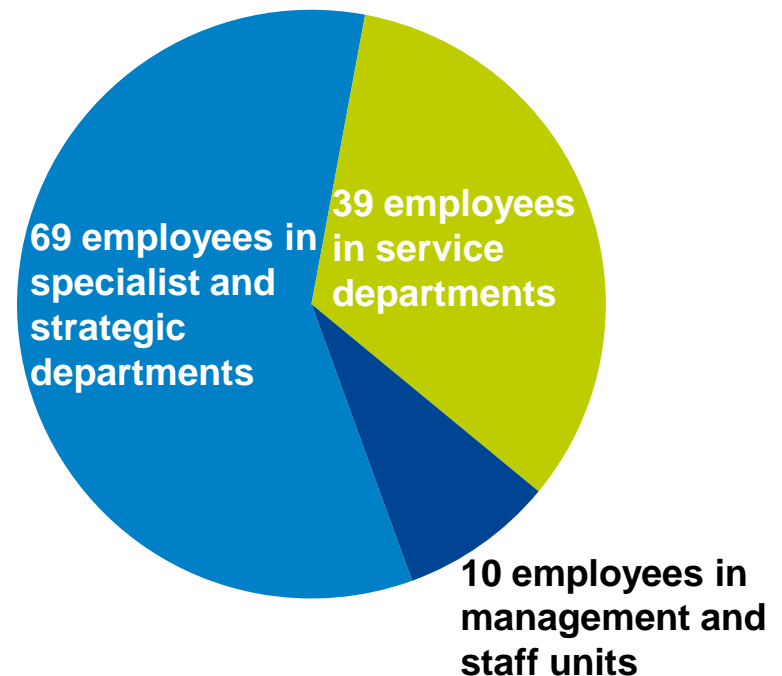 69 employees in
specialist and
strategic
departments
39 employees
in service
departments
10 employees in
management and
staff units